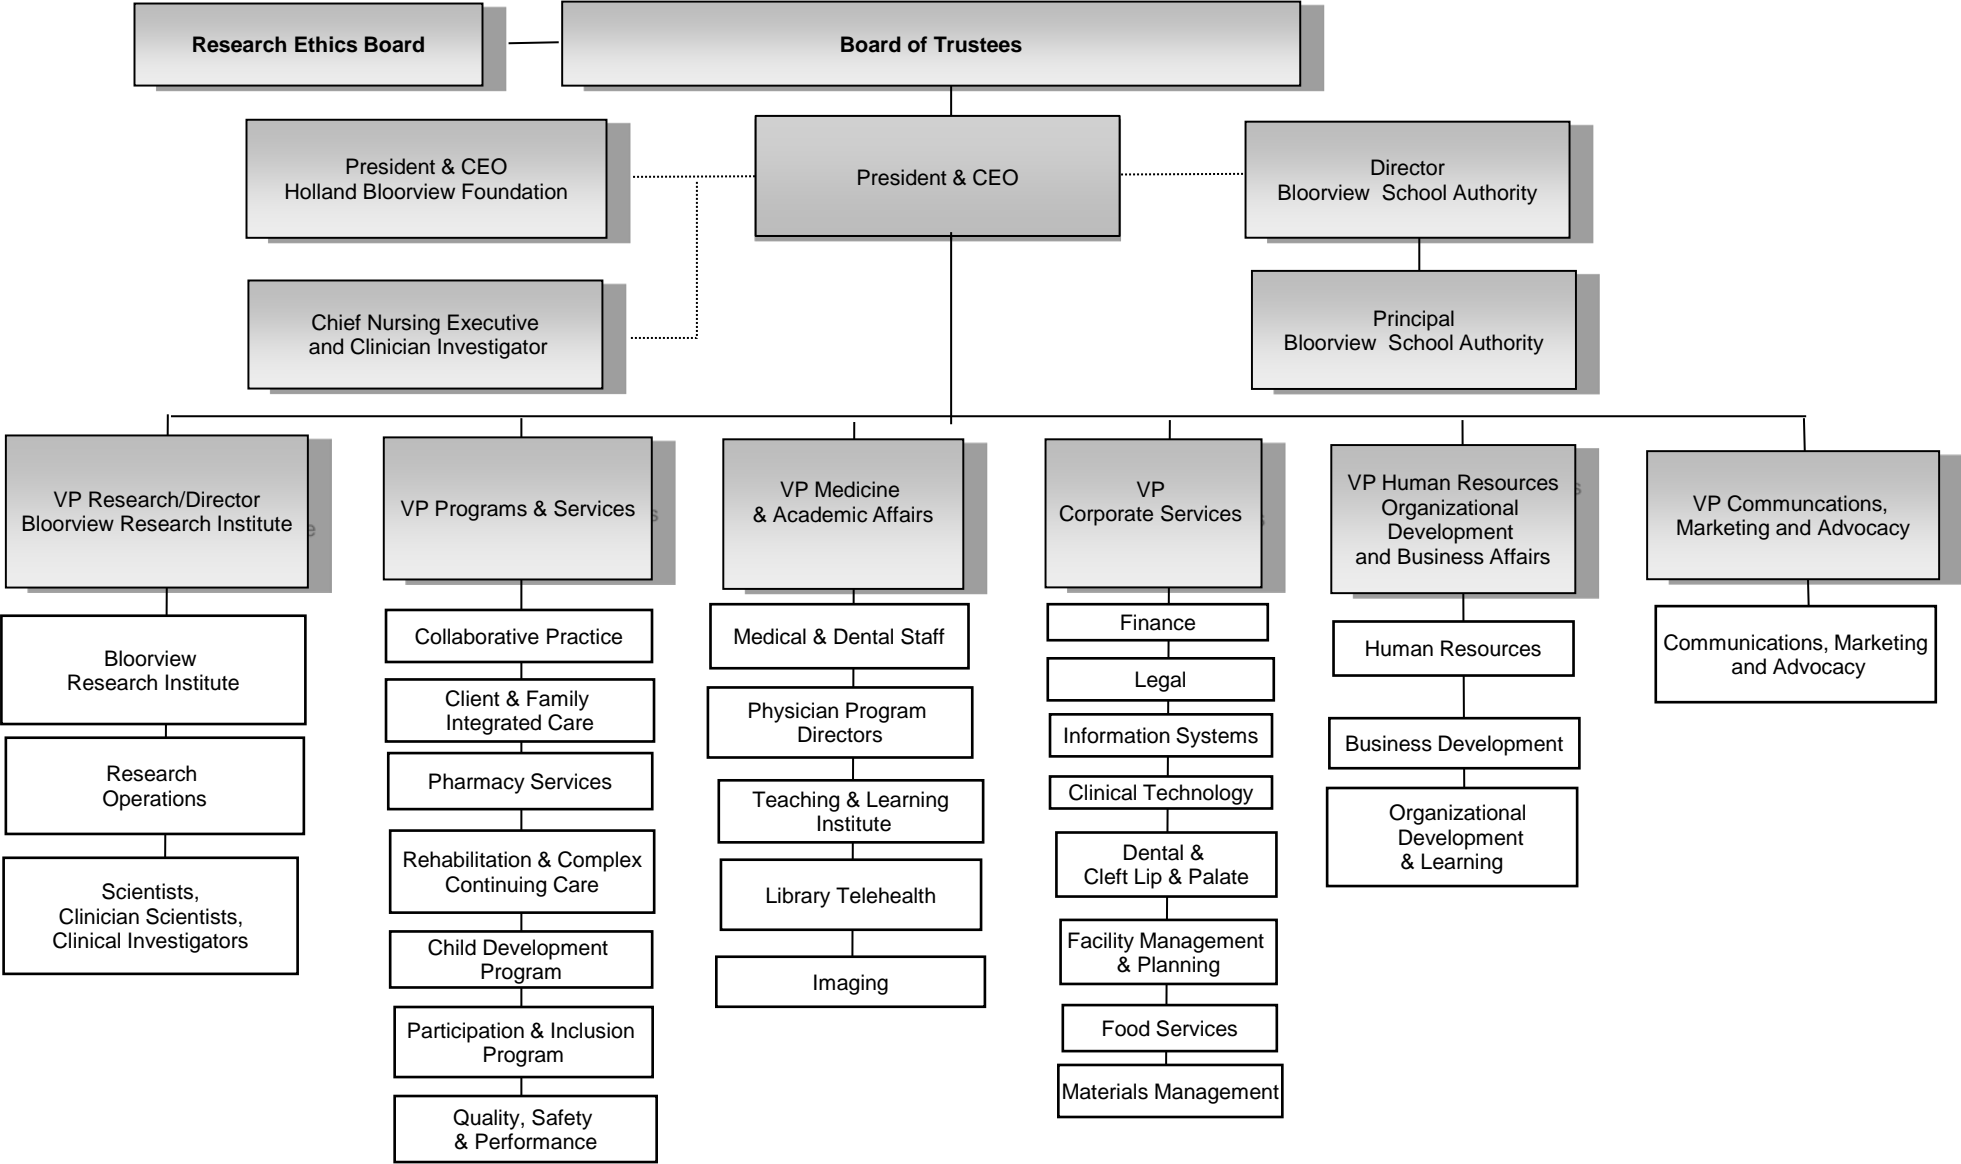 Research Ethics Board
Board of Trustees
President & CEO
Holland Bloorview Foundation
President & CEO
Director
Bloorview School Authority
Chief Nursing Executive
and Clinician Investigator
Principal
Bloorview School Authority
VP Research/Director
Bloorview Research Institute
VP Programs & Services
VP Medicine
& Academic Affairs
VP
Corporate Services
VP Human Resources
Organizational
Development
and Business Affairs
VP Communcations,
Marketing and Advocacy
Bloorview
Research Institute
Research
Operations
Scientists,
Clinician Scientists,
Clinical Investigators
Collaborative Practice
Client & Family
Integrated Care
Pharmacy Services
Rehabilitation & Complex
Continuing Care
Child Development
Program
Participation & Inclusion
Program
Quality, Safety
& Performance
Medical & Dental Staff
Physician Program
Directors
Teaching & Learning
Institute
Library Telehealth
Imaging
Finance
Legal
Information Systems
Clinical Technology
Dental &
Cleft Lip & Palate
Facility Management
& Planning
Food Services
Materials Management
Human Resources
Business Development
Organizational
Development
& Learning
Communications, Marketing
and Advocacy